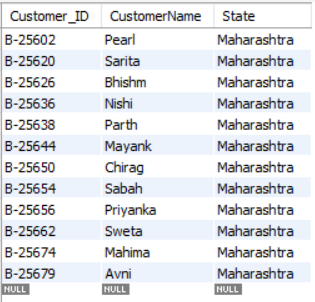 Customer_ID CustomerName State
B-25602 Pearl Maharashtra
B-25620 Sarita Maharashtra
B-25626 Bhishm Maharashtra
B-25636 Nishi Maharashtra
B-25638 Parth Maharashtra
B-25644 Mayank Maharashtra
B-25650 Chirag Maharashtra
B-25654 Sabah Maharashtra
B-25656 Priyanka Maharashtra
B-25662 Sweta Maharashtra
B-25674 Mahima Maharashtra
B-25679 Avni Maharashtra
NULL NULL NULL